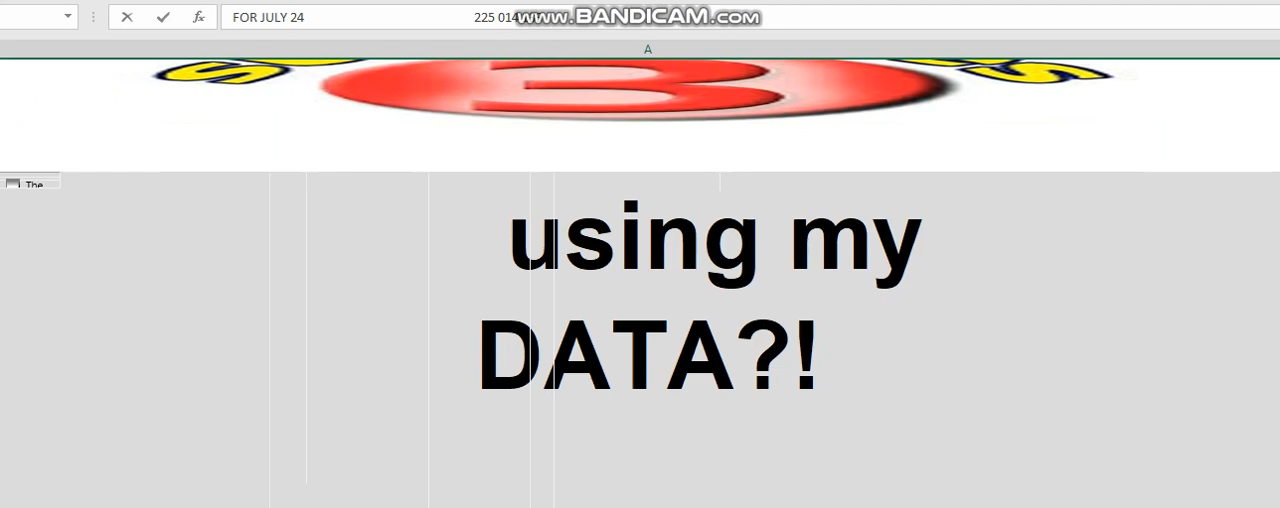 FOR JULY 24 225 014
www.BANDICAM.com
A
3
The
using my
DATA?!